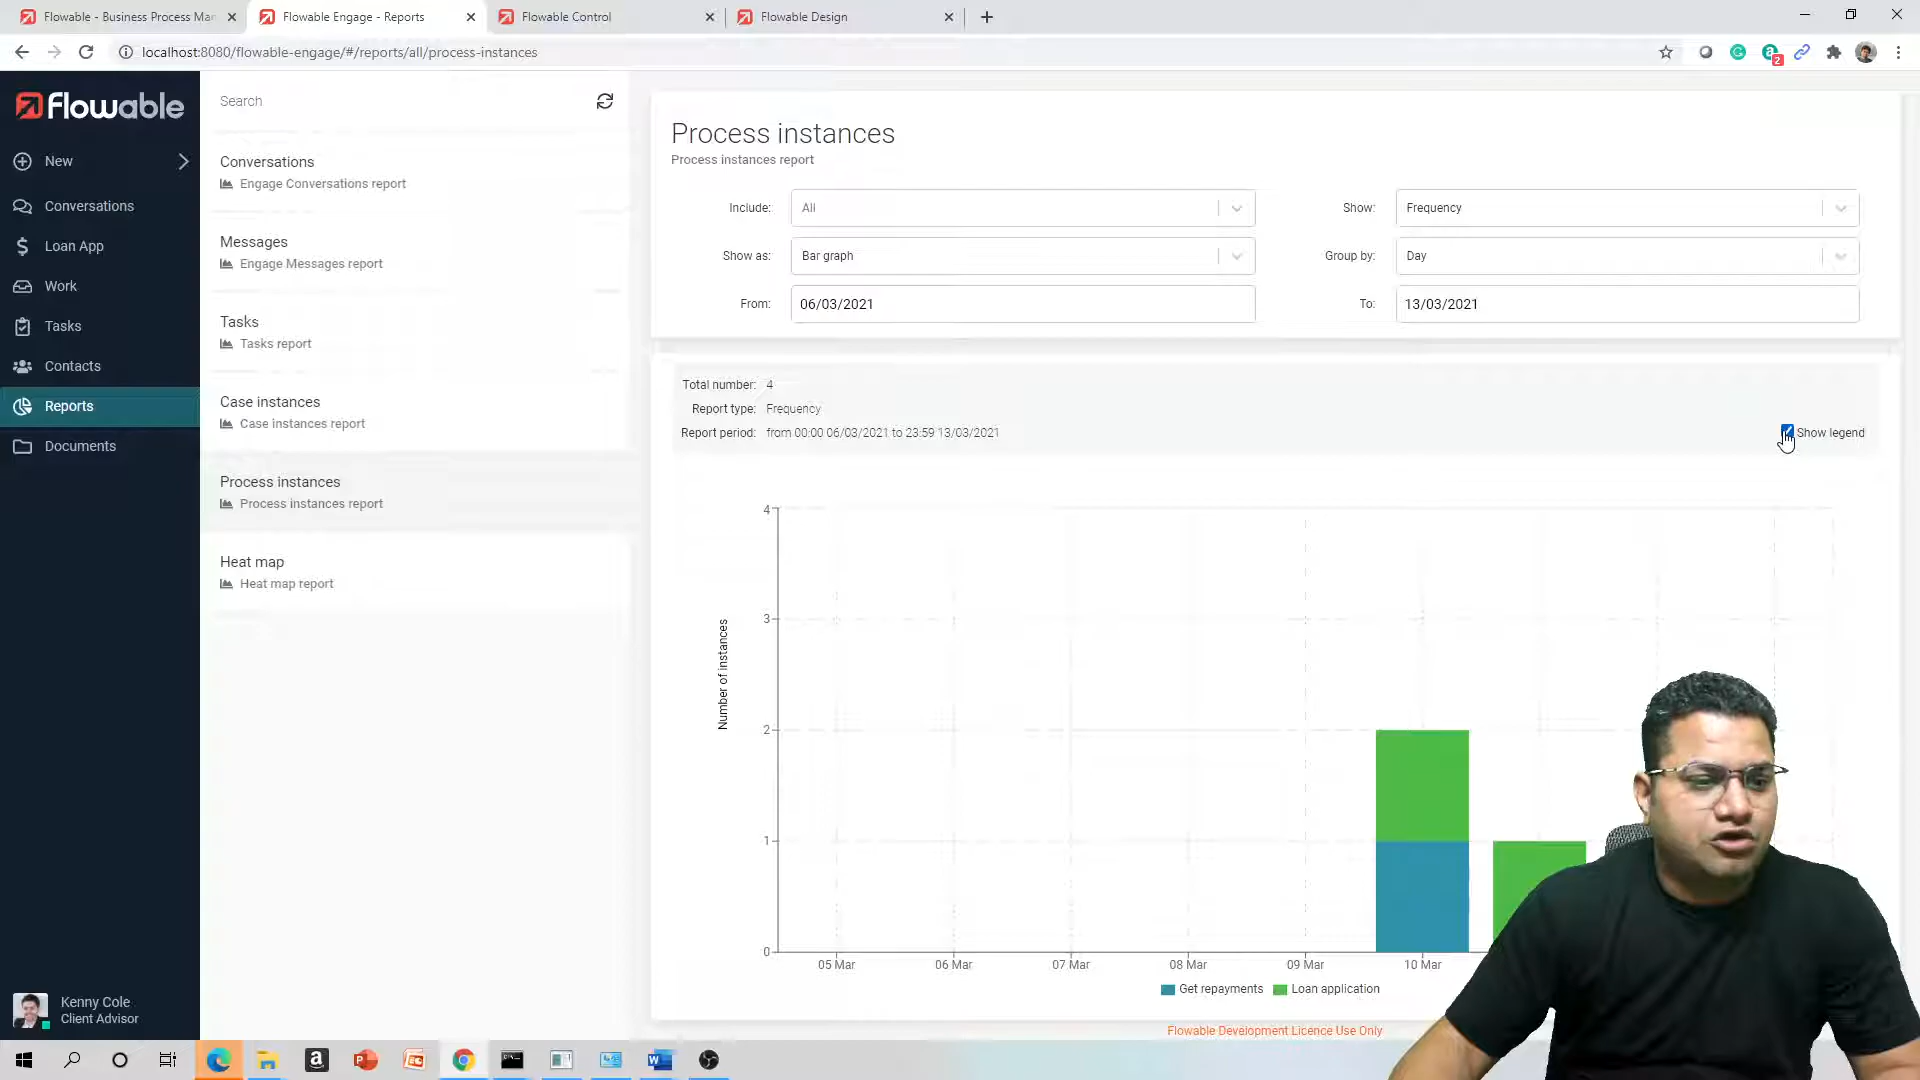 Flowable - Business Process Mar
Flowable Engage - Reports
Flowable Control
Flowable Design
localhost:8080/flowable-engage/#/reports/all/process-instances
2
Flowable
New
Conversations
Loan App
Work
Tasks
Contacts
Reports
Documents
Kenny Cole
Client Advisor
Search
Conversations
Engage Conversations report
Messages
Engage Messages report
Tasks
Tasks report
Case instances
Case instances report
Process instances
Process instances report
Heat map
Heat map report
Process instances
Process instances report
Include: All
Show: Frequency
Show as: Bar graph
Group by: Day
From: 06/03/2021
To: 13/03/2021
Total number: 4
Report type: Frequency
Report period: from 00:00 06/03/2021 to 23:59 13/03/2021
Show legend
Number of instances
4
3
2
1
0
05 Mar 06 Mar 07 Mar 08 Mar 09 Mar 10 Mar
Get repayments Loan application
Flowable Development Licence Use Only